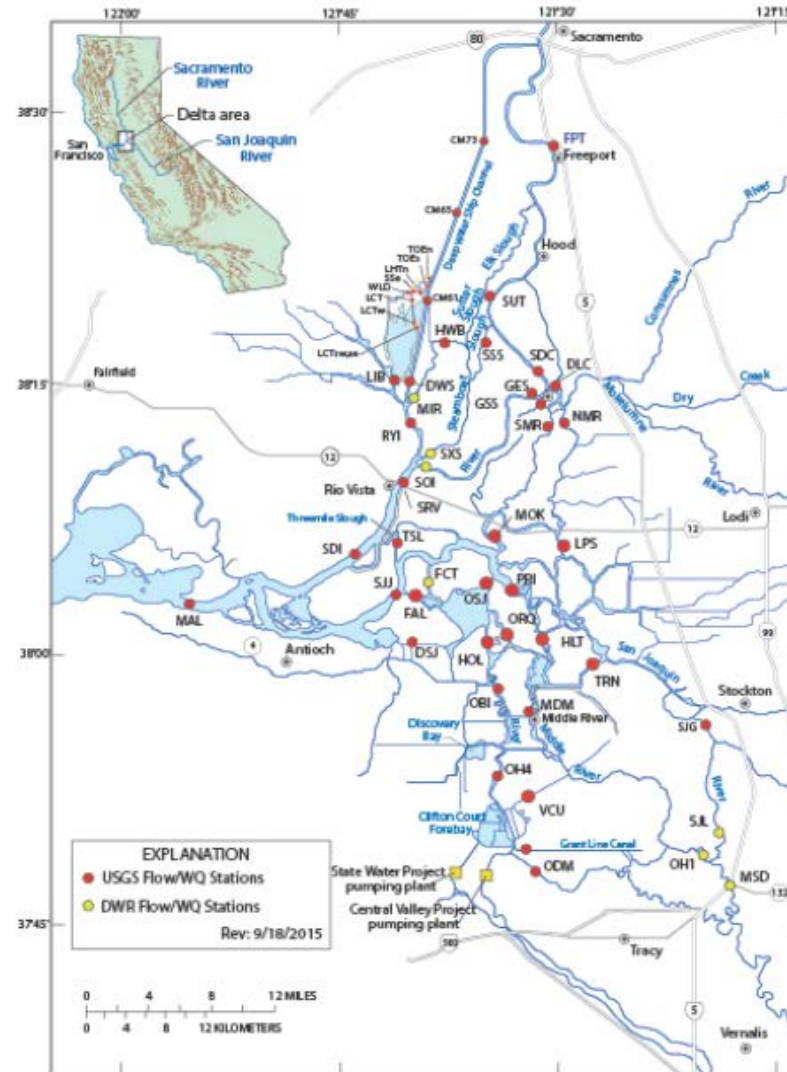 122°00'
121°45'
121°30'
121°15
80
Sacramento
Sacramento
River
Delta area
San
Francisco
San Joaquin
River
38°30
CM73
FPT
Freeport
Deep Water Ship Channel
CM65
Elk Slough
Hood
River
TOEn
TOEs
LHTn
SSe
WLD
LCT
LCTw
CM61
Sutter
Slough
SUT
5
Cosumnes
HWB
SSS
SDC
DLC
Fairfield
38°15
LIB
DWS
Steamboat
Slough
GES
Mokelumne
Dry
Creek
MIR
GSS
SMR
NMR
RYI
12
SXS
River
River
Rio Vista
SOI
SRV
Lodi
Threemile Slough
TSL
MOK
12
SDI
LPS
SJJ
FCT
PRI
FAL
OSJ
MAL
ORQ
99
38°00
4
Antioch
DSJ
HOL
HLT
San
Joaquin
TRN
Stockton
OBI
MDM
Middle River
SJG
Discovery
Bay
River
Middle
River
OH4
River
Clifton Court
Forebay
VCU
SJL
Grant Line Canal
EXPLANATION
USGS Flow/WQ Stations
DWR Flow/WQ Stations
Rev: 9/18/2015
State Water Project
pumping plant
Central Valley Project
pumping plant
ODM
OH1
MSD
132
37°45
580
Tracy
0 4 8 12 MILES
0 4 8 12 KILOMETERS
5
Vernalis